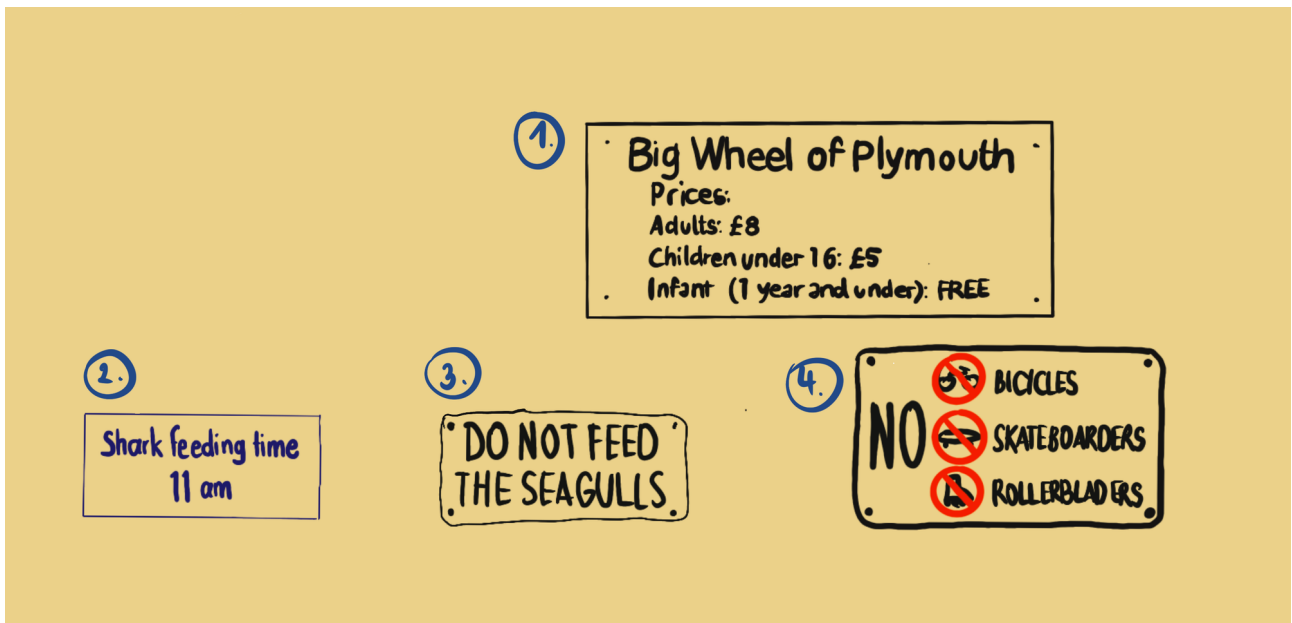 1.
Big Wheel of Plymouth
Prices:
Adults: £8
Children under 16: £5
Infant (1 year and under): FREE
2.
Shark feeding time
11 am
3.
DO NOT FEED
THE SEAGULLS
4.
NO
BICYCLES
SKATEBOARDERS
ROLLERBLADERS